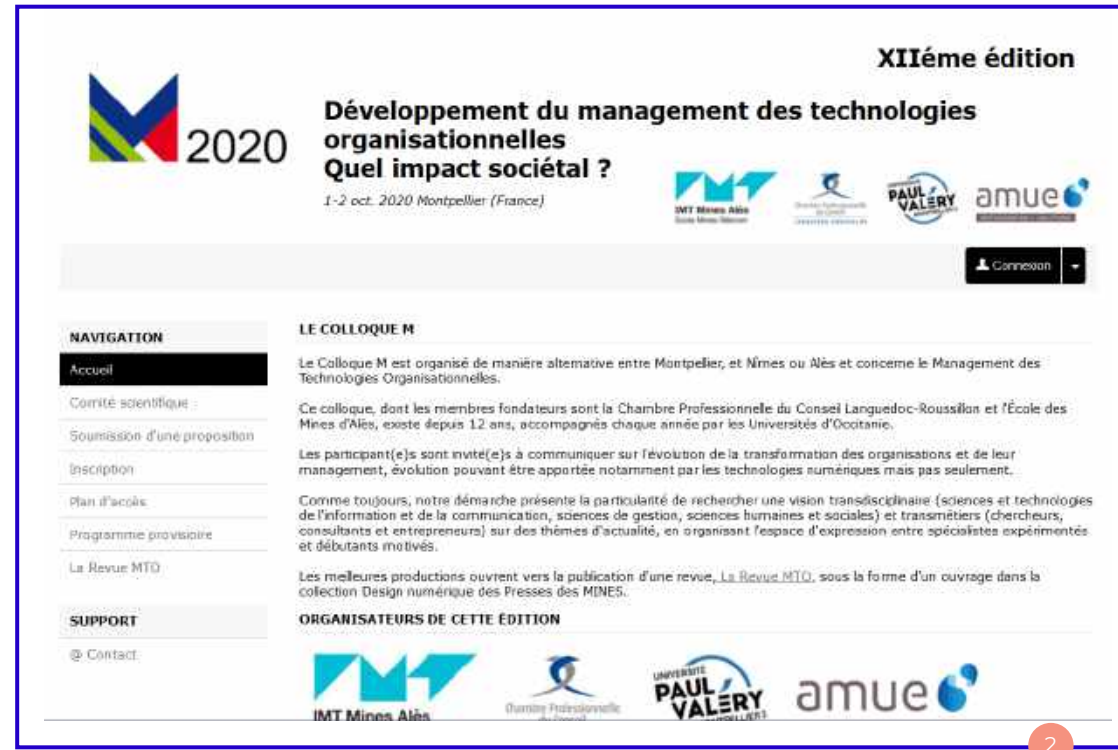 XIIéme édition
2020
Développement du management des technologies
organisationnelles
Quel impact sociétal ?
1-2 oct. 2020 Montpellier (France)
IMT Mines Alès
PAUL
VALÉRY
amue
Connexion
NAVIGATION
Accueil
Comité scientifique
Soumission d'une proposition
Inscription
Plan d'accès
Programme provisoire
La Revue MTO
SUPPORT
@ Contact
LE COLLOQUE M
Le Colloque M est organisé de manière alternative entre Montpellier, et Nîmes ou Alès et concerne le Management des
Technologies Organisationnelles.
Ce colloque, dont les membres fondateurs sont la Chambre Professionnelle du Conseil Languedoc-Roussillon et l'École des
Mines d'Alès, existe depuis 12 ans, accompagnés chaque année par les Universités d'Occitanie.
Les participant(e)s sont invité(e)s à communiquer sur l'évolution de la transformation des organisations et de leur
management, évolution pouvant être apportée notamment par les technologies numériques mais pas seulement.
Comme toujours, notre démarche présente la particularité de rechercher une vision transdisciplinaire (sciences et technologies
de l'information et de la communication, sciences de gestion, sciences humaines et sociales) et transmétiers (chercheurs,
consultants et entrepreneurs) sur des thèmes d'actualité, en organisant l'espace d'expression entre spécialistes expérimentés
et débutants motivés.
Les meilleures productions ouvrent vers la publication d'une revue, La Revue MTO, sous la forme d'un ouvrage dans la
collection Design numérique des Presses des MINES.
ORGANISATEURS DE CETTE ÉDITION
IMT Mines Alès
Chambre Professionnelle
du Conseil
UNIVERSITÉ
PAUL
VALÉRY
MONTPELLIER 3
amue
2